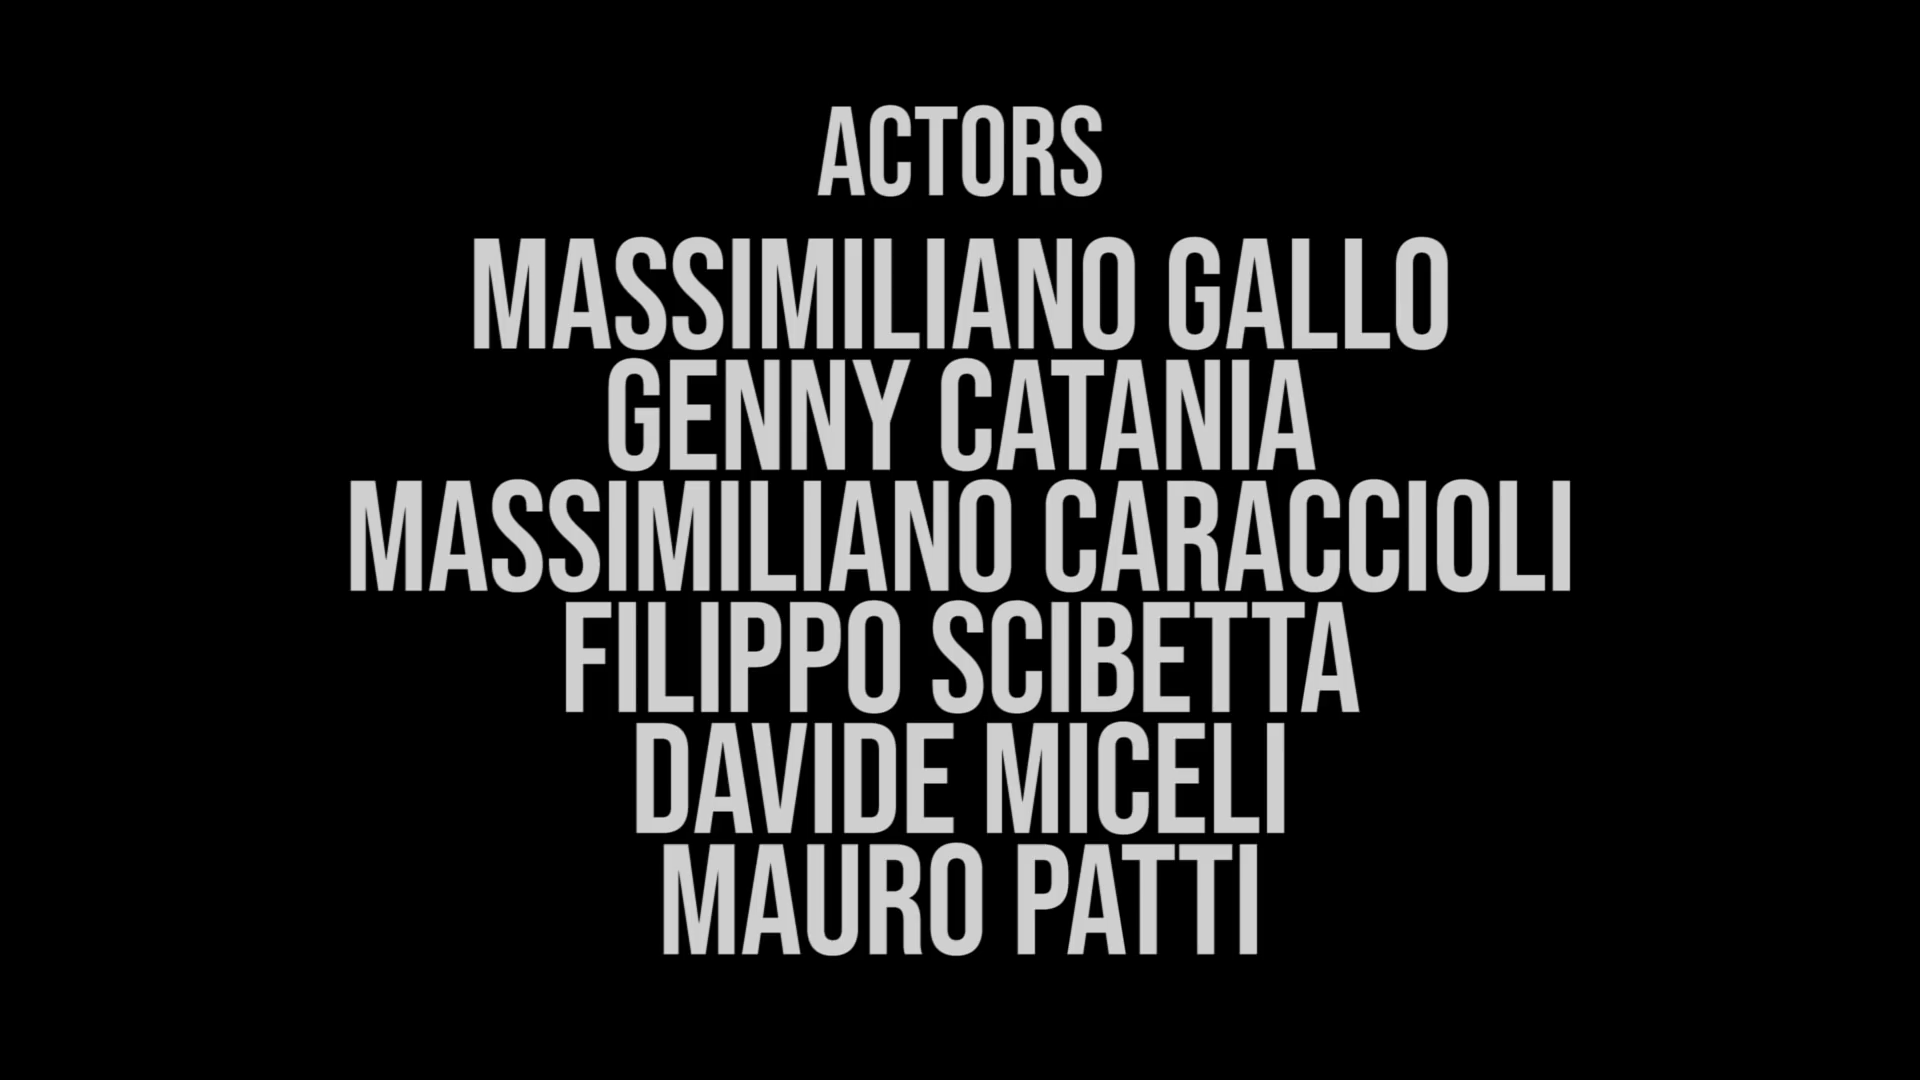 ACTORS
MASSIMILIANO GALLO
GENNY CATANIA
MASSIMILIANO CARACCIOLI
FILIPPO SCIBETTA
DAVIDE MICELI
MAURO PATTI